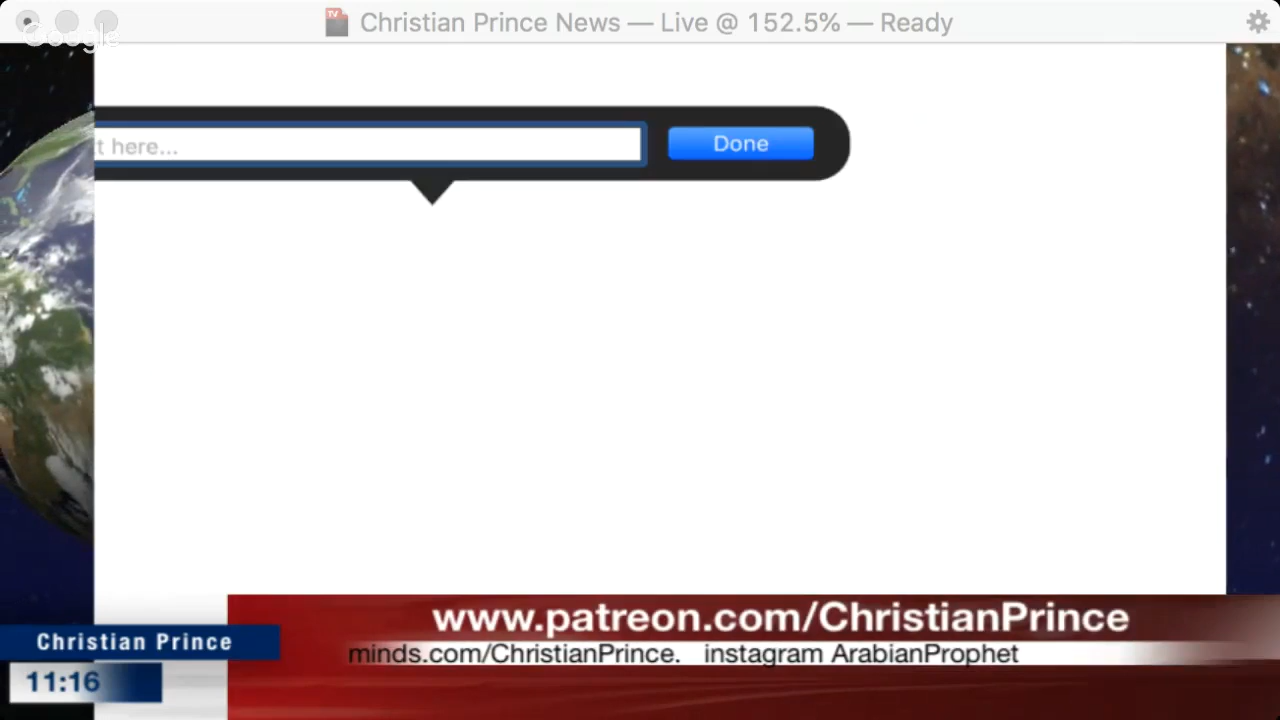 Christian Prince News — Live @ 152.5% — Ready
Google
t here...
Done
www.patreon.com/ChristianPrince
Christian Prince
minds.com/ChristianPrince. instagram ArabianProphet
11:16